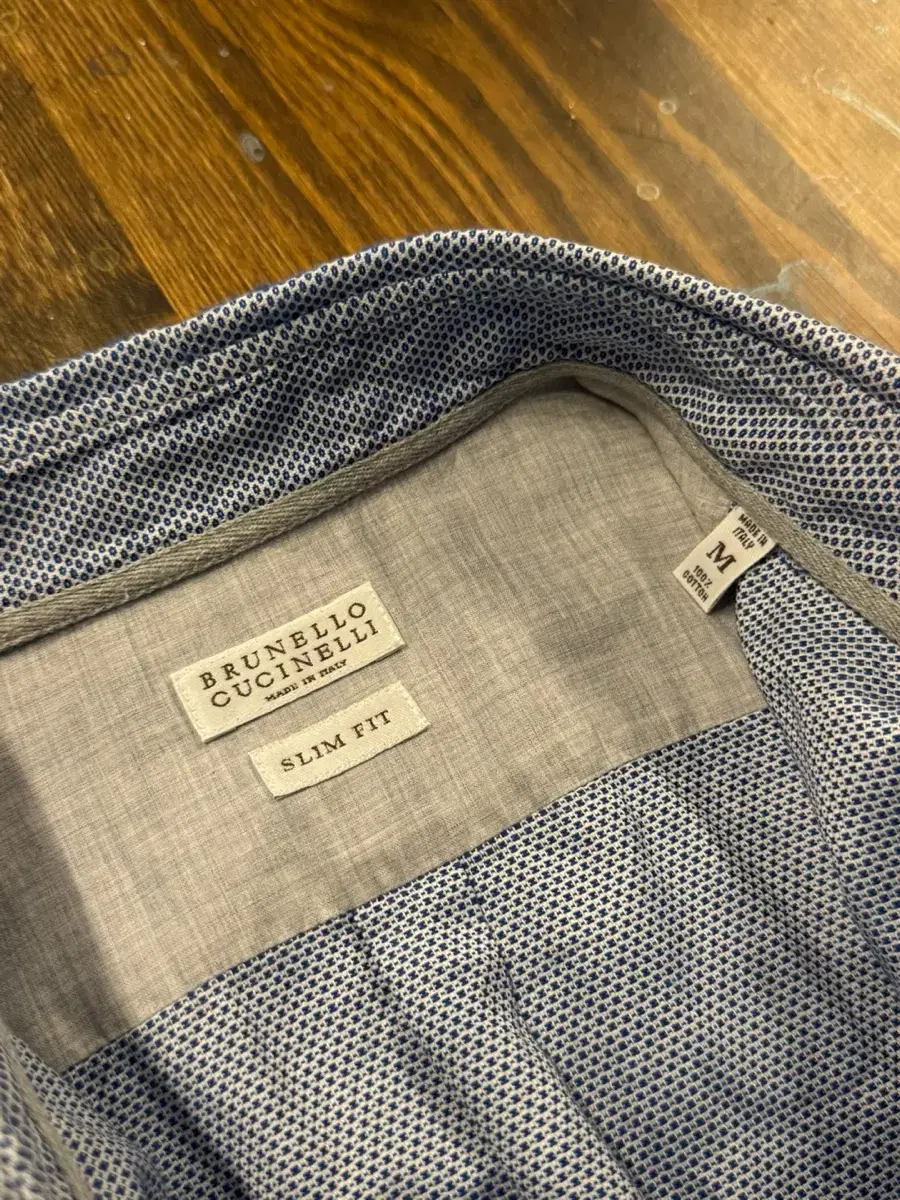 BRUNELLO
CUCINELLI
MADE IN ITALY
SLIM FIT
MADE IN
ITALY
M
100%
COTTON